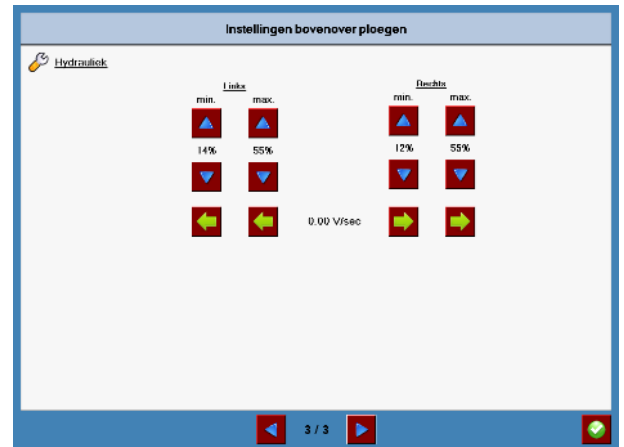 Instellingen bovenover ploegen
Hydrauliek
Links
Rechts
min. max. min. max.
14% 55% 12% 55%
0.00 V/sec
3 / 3